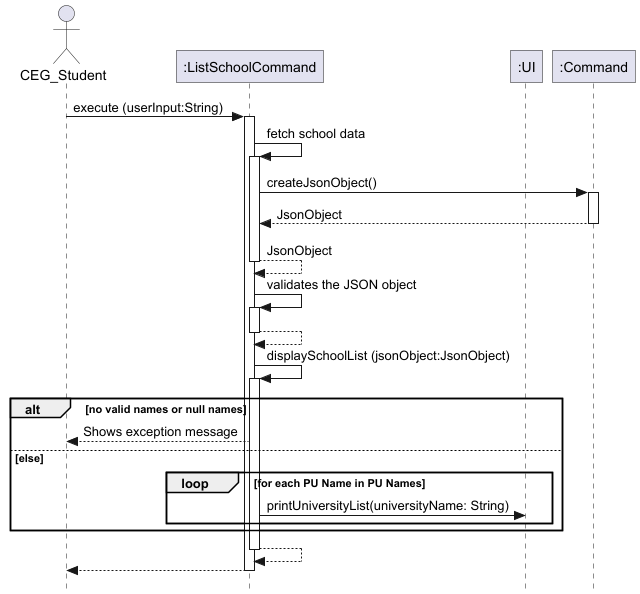 CEG_Student
:ListSchoolCommand
:UI
:Command
execute (userInput:String)
fetch school data
createJsonObject()
JsonObject
JsonObject
validates the JSON object
displaySchoolList (jsonObject:JsonObject)
alt
[no valid names or null names]
Shows exception message
[else]
loop
[for each PU Name in PU Names]
printUniversityList(universityName: String)